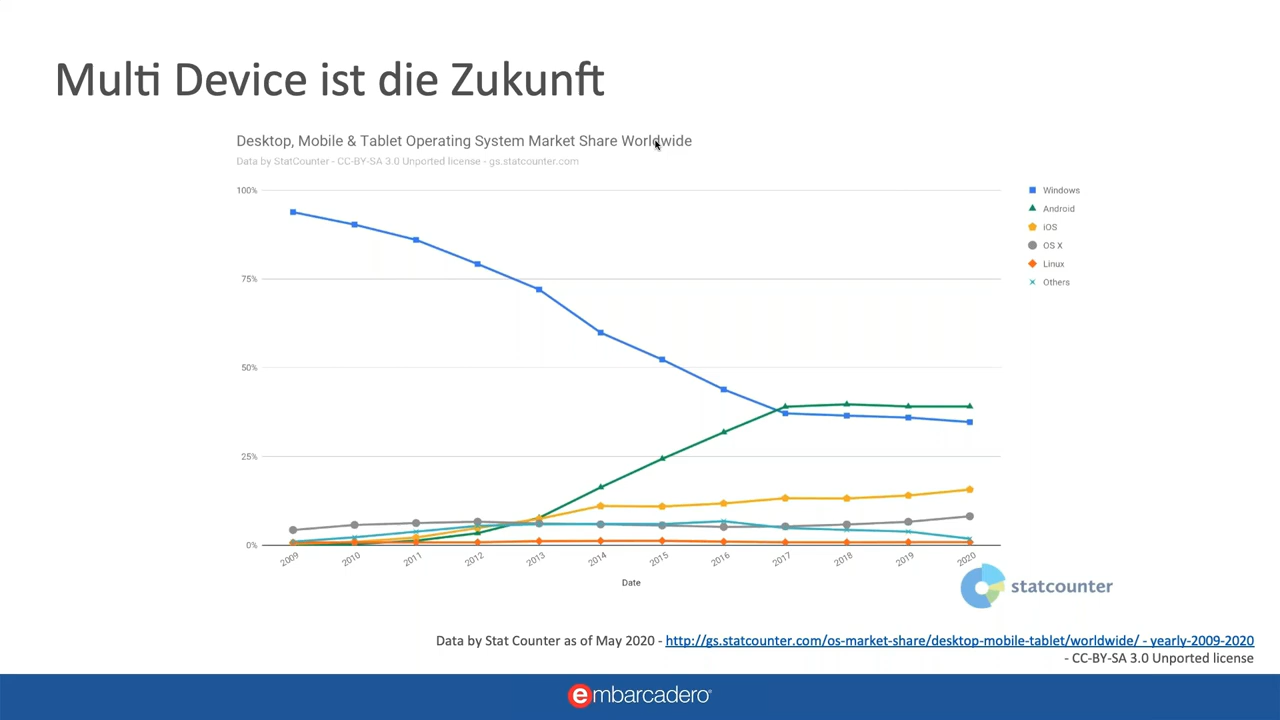 Multi Device ist die Zukunft
Desktop, Mobile & Tablet Operating System Market Share Worldwide
Data by StatCounter - CC-BY-SA 3.0 Unported license - gs.statcounter.com
100%
75%
50%
25%
0%
Windows
Android
iOS
OS X
Linux
Others
2009 2010 2011 2012 2013 2014 2015 2016 2017 2018 2019 2020
Date
statcounter
Data by Stat Counter as of May 2020 - http://gs.statcounter.com/os-market-share/desktop-mobile-tablet/worldwide/ - yearly-2009-2020
- CC-BY-SA 3.0 Unported license
embarcadero®